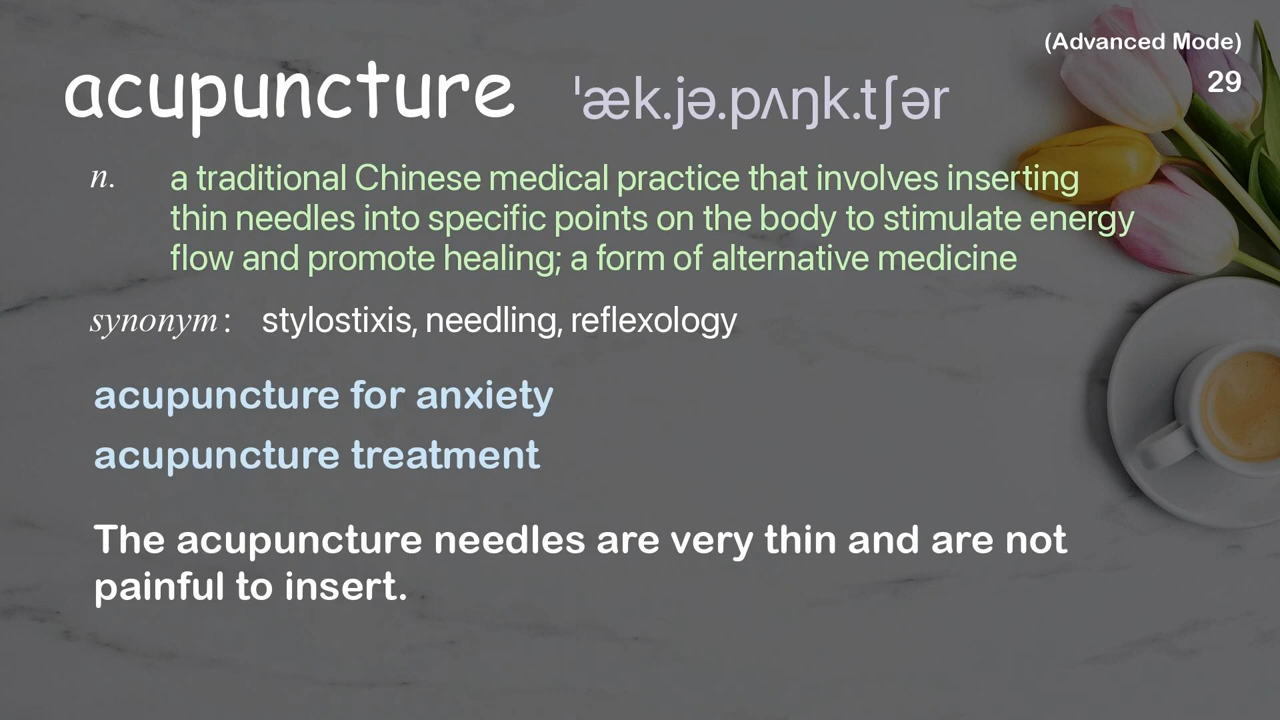 (Advanced Mode)
29
acupuncture ˈæk.jə.pʌŋk.tʃər
n. a traditional Chinese medical practice that involves inserting
thin needles into specific points on the body to stimulate energy
flow and promote healing; a form of alternative medicine
synonym: stylostixis, needling, reflexology
acupuncture for anxiety
acupuncture treatment
The acupuncture needles are very thin and are not
painful to insert.